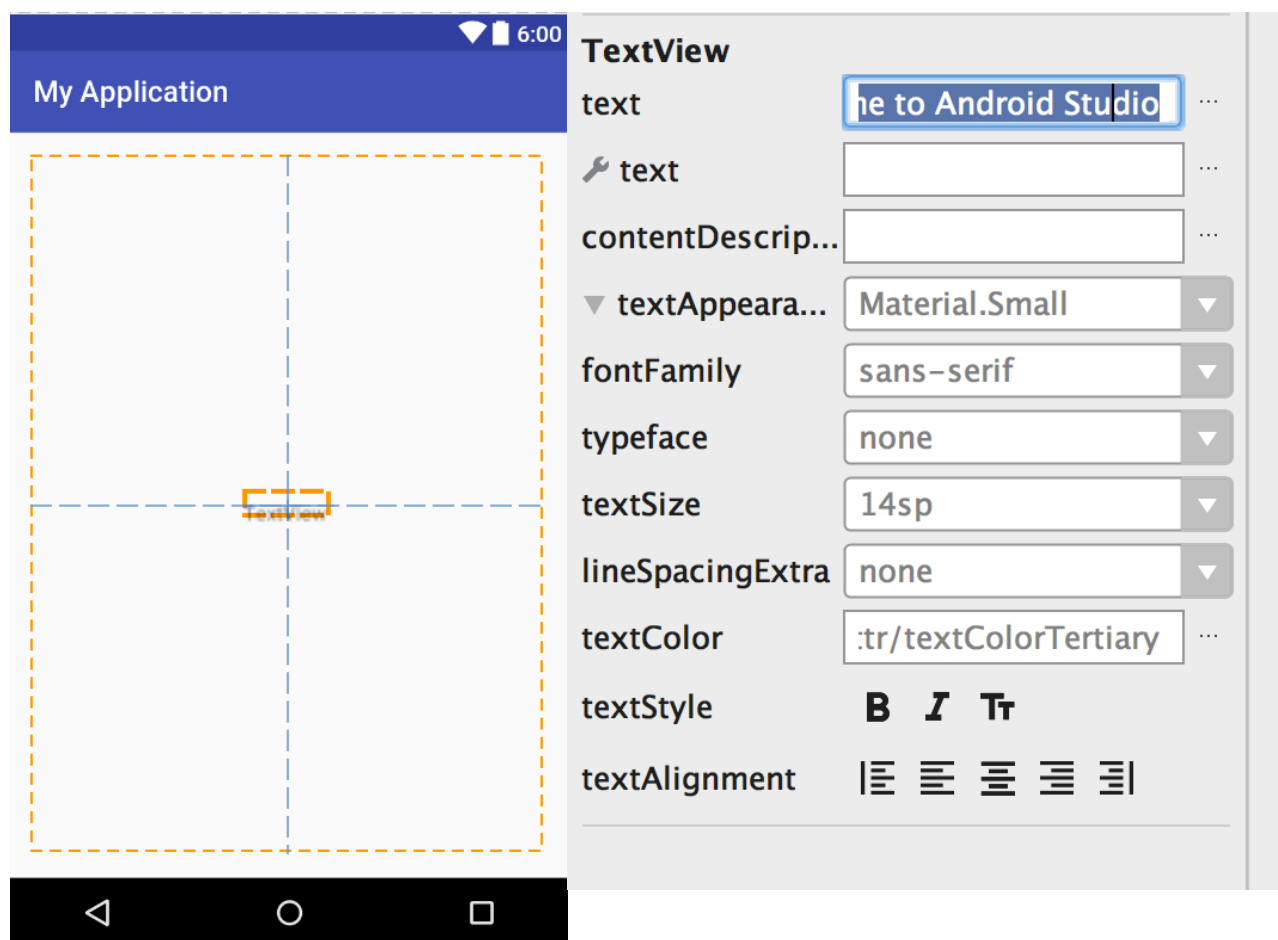 6:00
My Application
TextView
TextView
text
ne to Android Studio
...
text
...
contentDescrip...
...
textAppeara...
Material.Small
fontFamily
sans-serif
typeface
none
textSize
14sp
lineSpacingExtra
none
textColor
:tr/textColorTertiary
...
textStyle
B I Tт
textAlignment